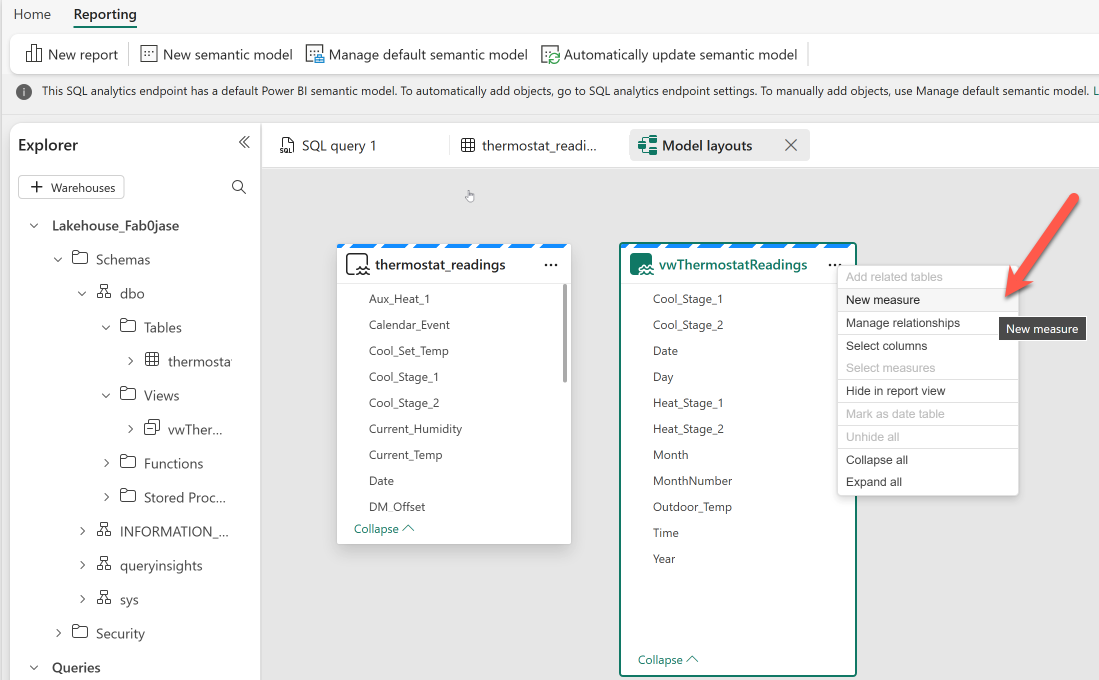 Home
Reporting
New report
New semantic model
Manage default semantic model
Automatically update semantic model
This SQL analytics endpoint has a default Power BI semantic model. To automatically add objects, go to SQL analytics endpoint settings. To manually add objects, use Manage default semantic model. L
Explorer
Warehouses
Lakehouse_Fab0jase
Schemas
dbo
Tables
thermosta
Views
vwTher...
Functions
Stored Proc...
INFORMATION_...
queryinsights
sys
Security
Queries
SQL query 1
thermostat_readi...
Model layouts
thermostat_readings
Aux_Heat_1
Calendar_Event
Cool_Set_Temp
Cool_Stage_1
Cool_Stage_2
Current_Humidity
Current_Temp
Date
DM_Offset
Collapse
vwThermostatReadings
Cool_Stage_1
Cool_Stage_2
Date
Day
Heat_Stage_1
Heat_Stage_2
Month
MonthNumber
Outdoor_Temp
Time
Year
Collapse
Add related tables
New measure
Manage relationships
Select columns
Select measures
Hide in report view
Mark as date table
Unhide all
Collapse all
Expand all
New measure